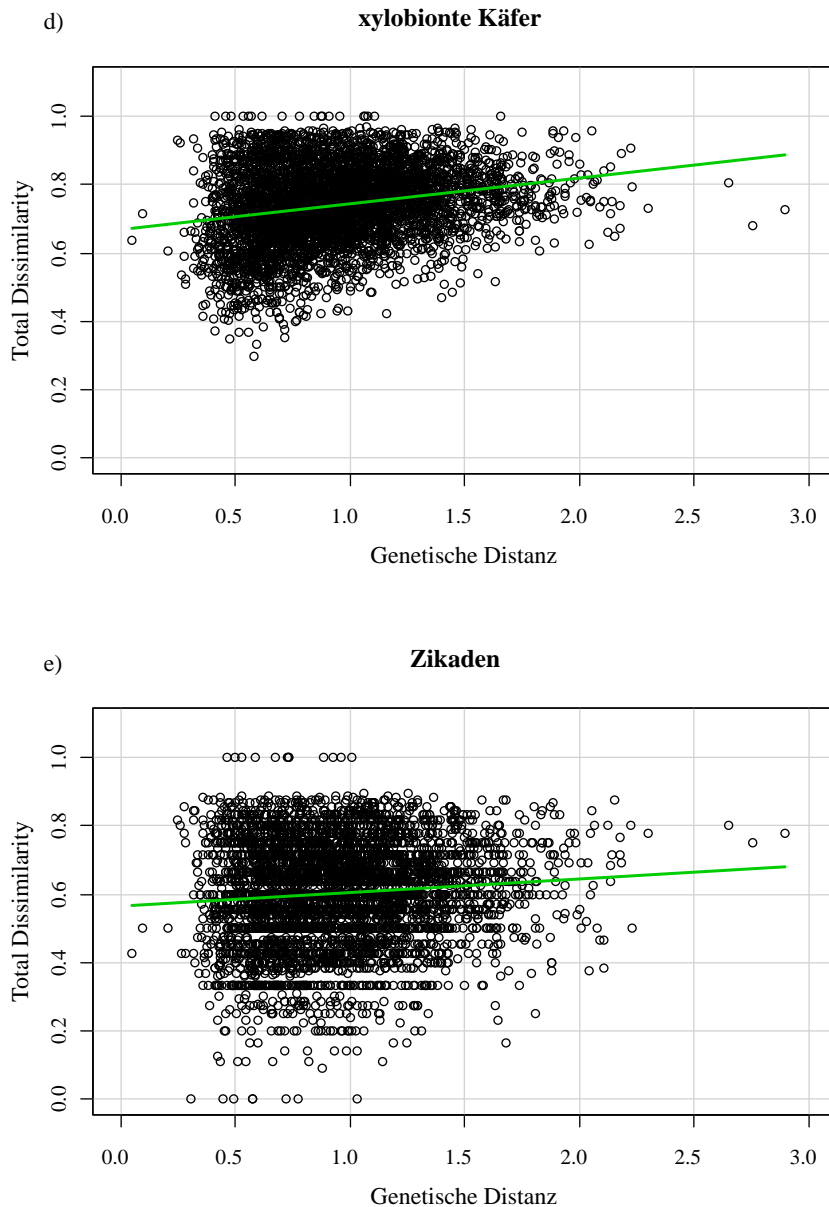 d)
xylobionte Käfer
Total Dissimilarity
1.0
0.8
0.6
0.4
0.2
0.0
0.0 0.5 1.0 1.5 2.0 2.5 3.0
Genetische Distanz
e)
Zikaden
Total Dissimilarity
1.0
0.8
0.6
0.4
0.2
0.0
0.0 0.5 1.0 1.5 2.0 2.5 3.0
Genetische Distanz